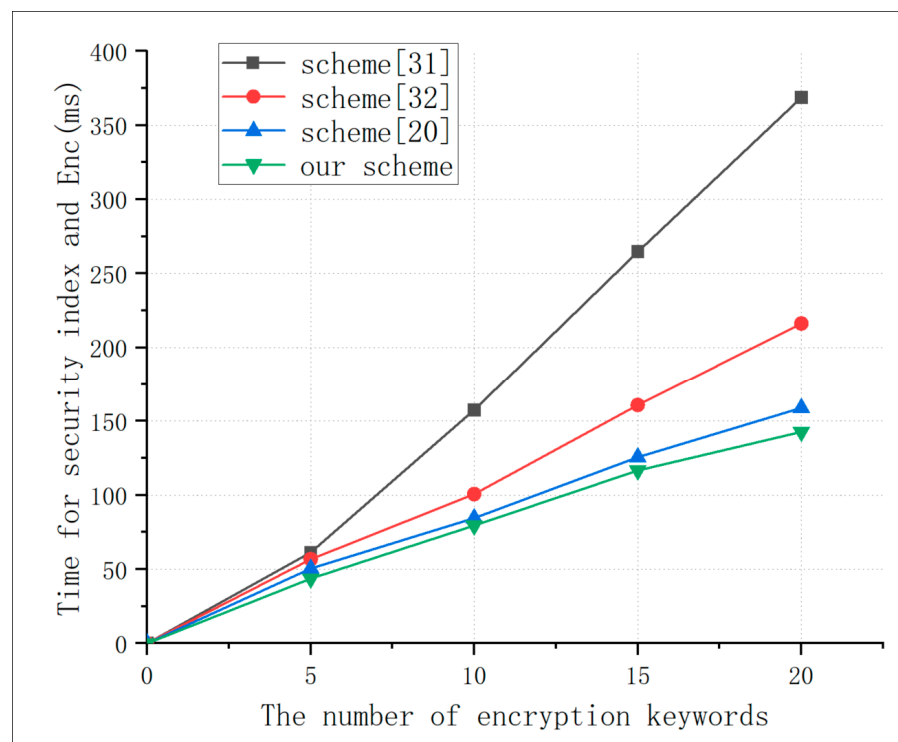 Time for security index and Enc(ms)
400
350
300
250
200
150
100
50
0
scheme[31]
scheme[32]
scheme[20]
our scheme
0 5 10 15 20
The number of encryption keywords